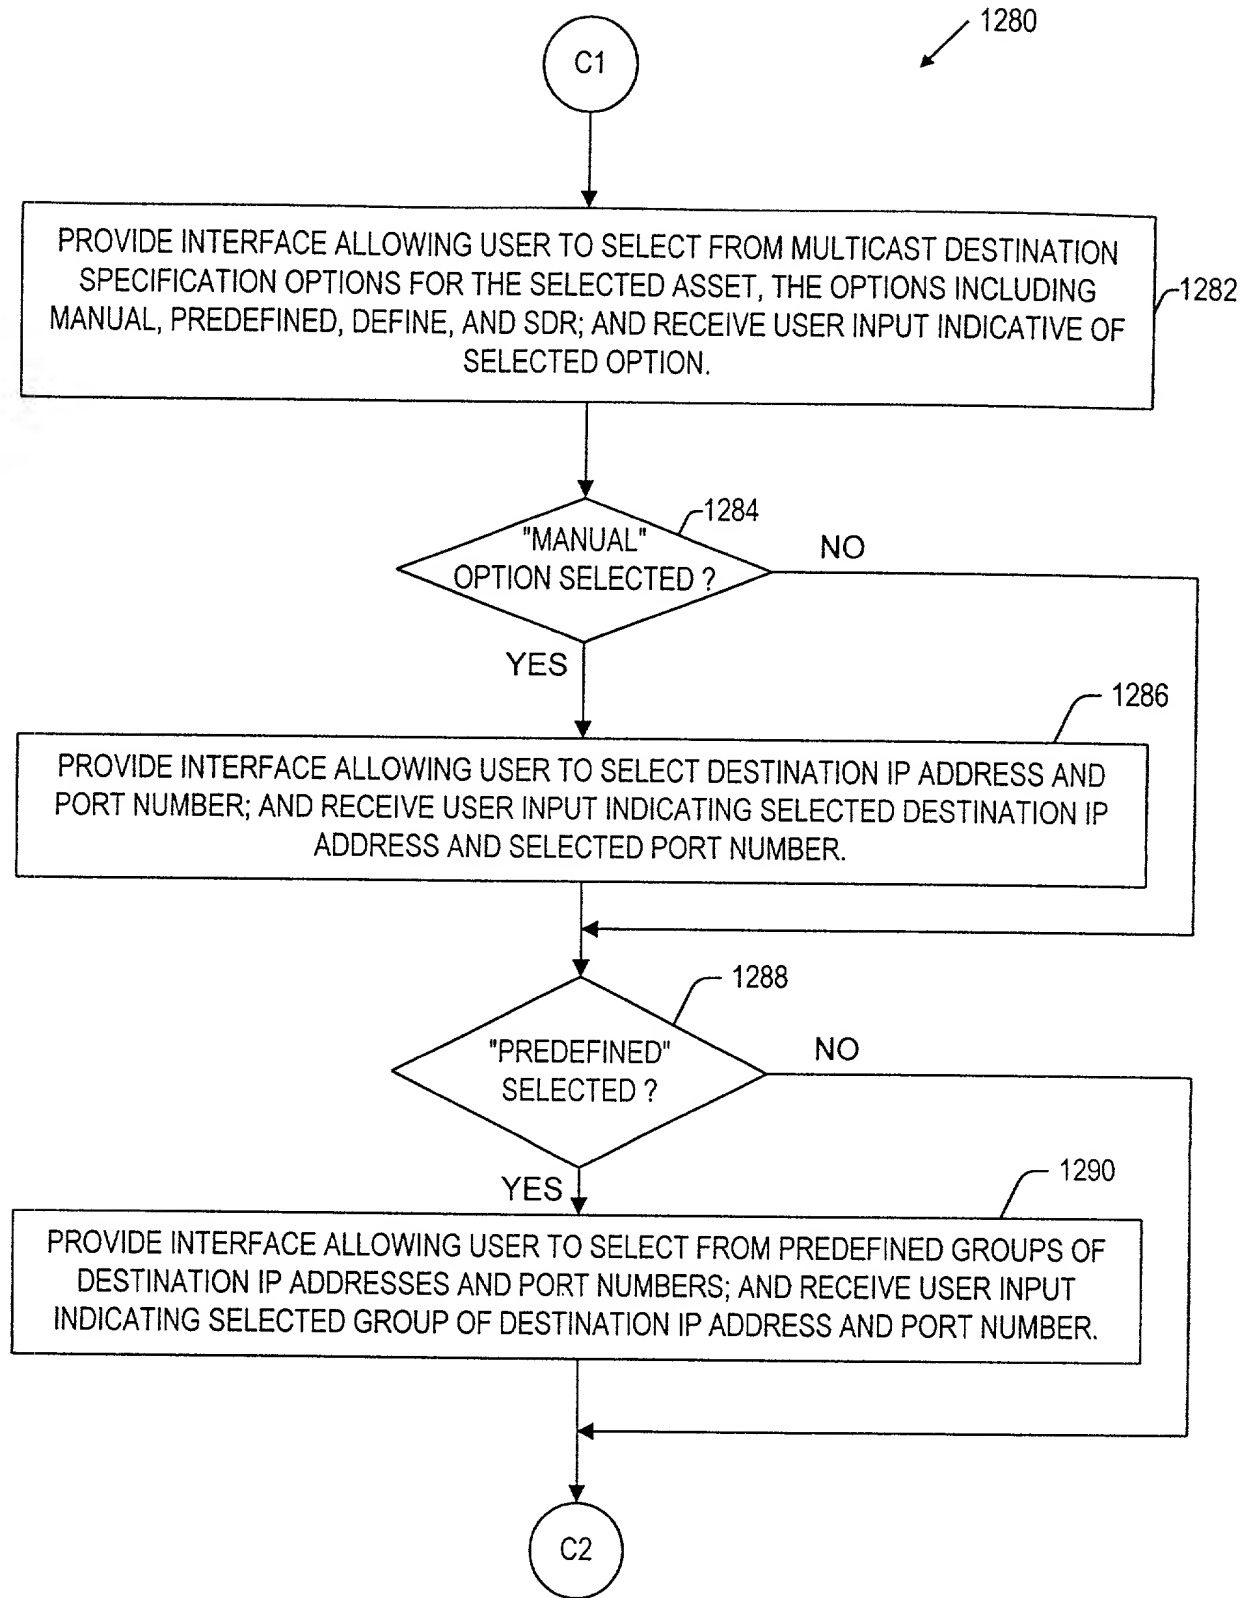 1280
C1
PROVIDE INTERFACE ALLOWING USER TO SELECT FROM MULTICAST DESTINATION
SPECIFICATION OPTIONS FOR THE SELECTED ASSET, THE OPTIONS INCLUDING
MANUAL, PREDEFINED, DEFINE, AND SDR; AND RECEIVE USER INPUT INDICATIVE OF
SELECTED OPTION.
1282
1284
"MANUAL"
OPTION SELECTED ?
NO
YES
1286
PROVIDE INTERFACE ALLOWING USER TO SELECT DESTINATION IP ADDRESS AND
PORT NUMBER; AND RECEIVE USER INPUT INDICATING SELECTED DESTINATION IP
ADDRESS AND SELECTED PORT NUMBER.
1288
"PREDEFINED"
SELECTED ?
NO
YES
1290
PROVIDE INTERFACE ALLOWING USER TO SELECT FROM PREDEFINED GROUPS OF
DESTINATION IP ADDRESSES AND PORT NUMBERS; AND RECEIVE USER INPUT
INDICATING SELECTED GROUP OF DESTINATION IP ADDRESS AND PORT NUMBER.
C2